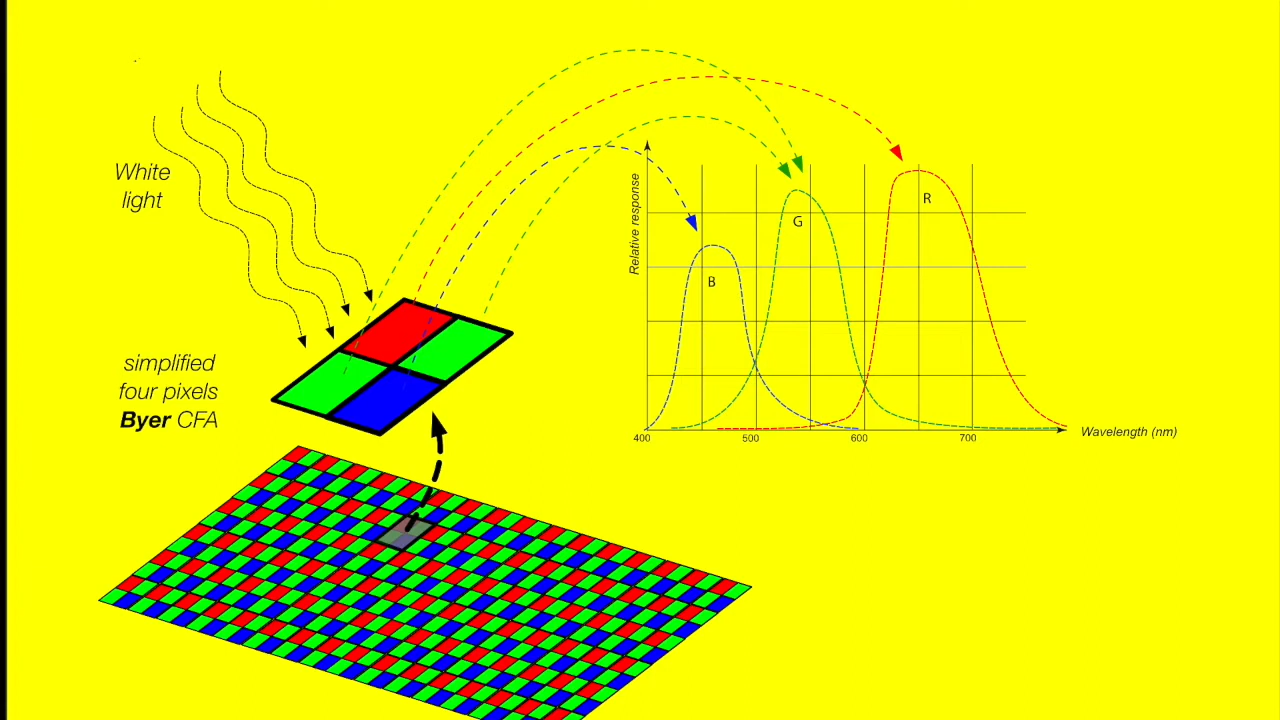 White
light
simplified
four pixels
Byer CFA
Relative response
B
G
R
400
500
600
700
Wavelength (nm)